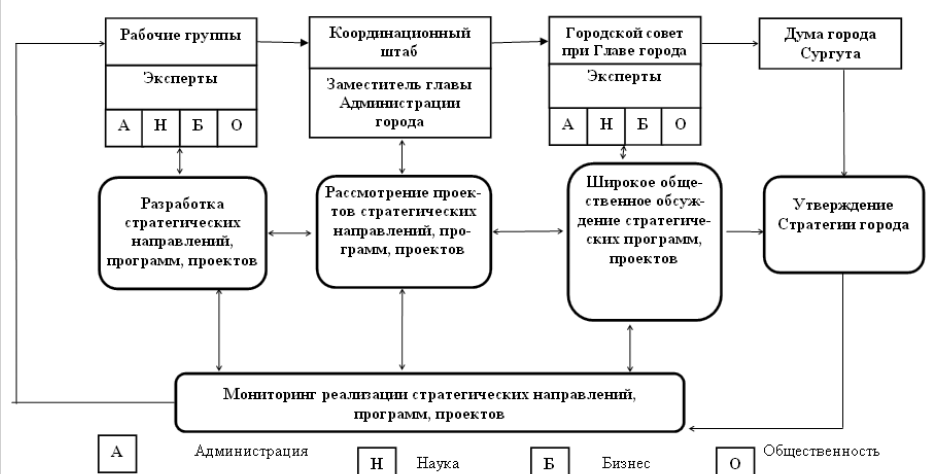 Рабочие группы
Эксперты
А Н Б О
Координационный
штаб
Заместитель главы
Администрации
города
Городской совет
при Главе города
Эксперты
А Н Б О
Дума города
Сургута
Разработка
стратегических
направлений,
программ, проектов
Рассмотрение проек-
тов стратегических
направлений, про-
грамм, проектов
Широкое обще-
ственное обсуж-
дение стратегиче-
ских программ,
проектов
Утверждение
Стратегии города
Мониторинг реализации стратегических направлений,
программ, проектов
А Администрация
Н Наука
Б Бизнес
О Общественность